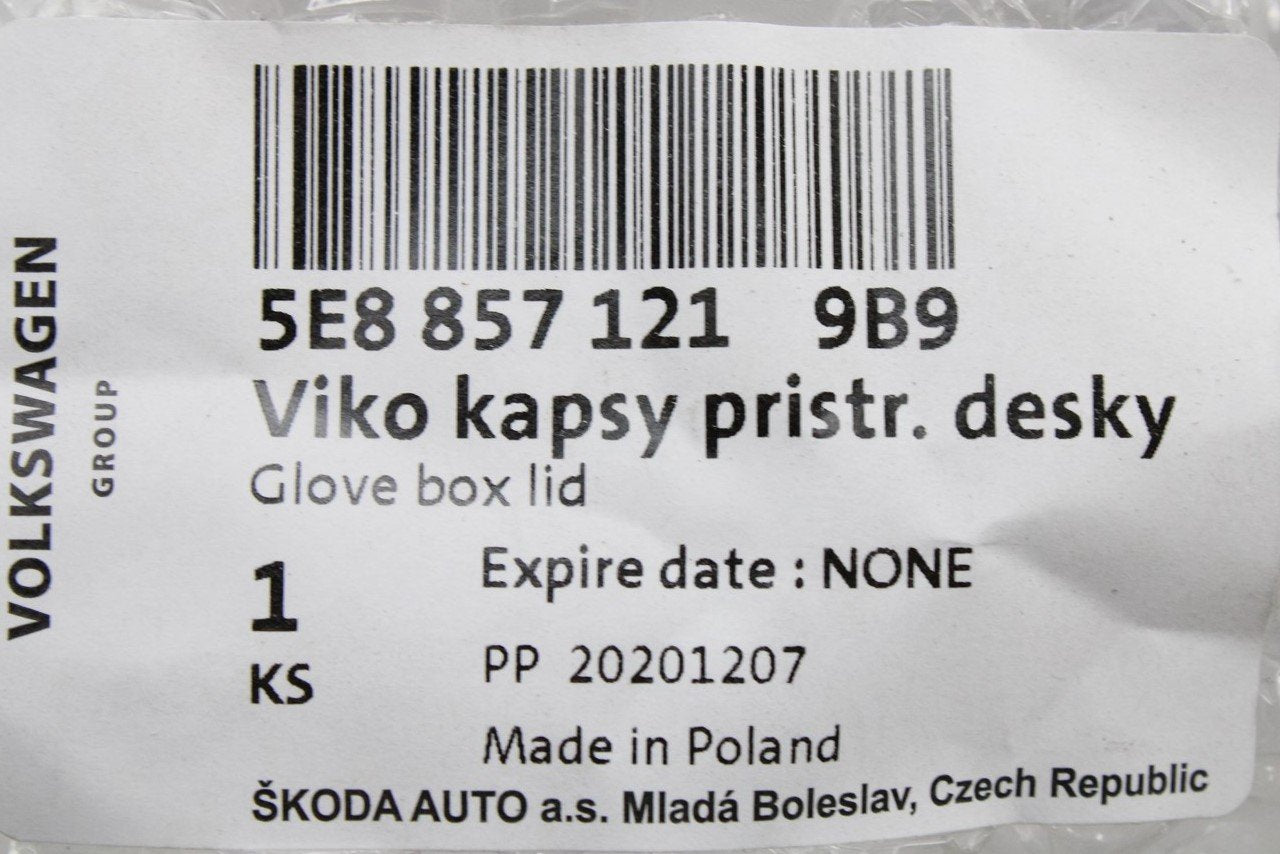 VOLKSWAGEN
GROUP
5E8 857 121 9B9
Viko kapsy pristr. desky
Glove box lid
1
KS
Expire date : NONE
PP 20201207
Made in Poland
ŠKODA AUTO a.s. Mladá Boleslav, Czech Republic